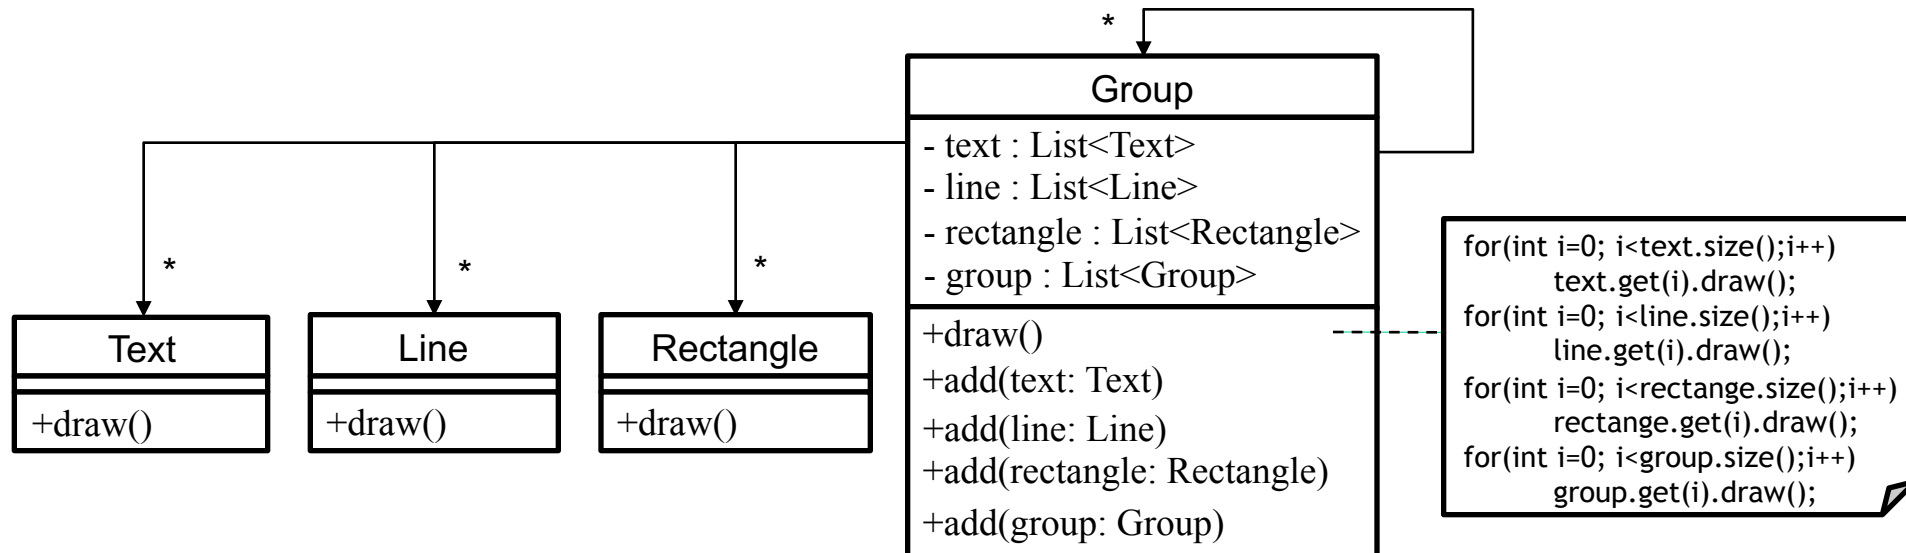 *
Group
- text : List<Text>
- line : List<Line>
- rectangle : List<Rectangle>
- group : List<Group>
+draw()
+add(text: Text)
+add(line: Line)
+add(rectangle: Rectangle)
+add(group: Group)
*
*
*
Text
+draw()
Line
+draw()
Rectangle
+draw()
for(int i=0; i<text.size();i++)
text.get(i).draw();
for(int i=0; i<line.size();i++)
line.get(i).draw();
for(int i=0; i<rectange.size();i++)
rectange.get(i).draw();
for(int i=0; i<group.size();i++)
group.get(i).draw();